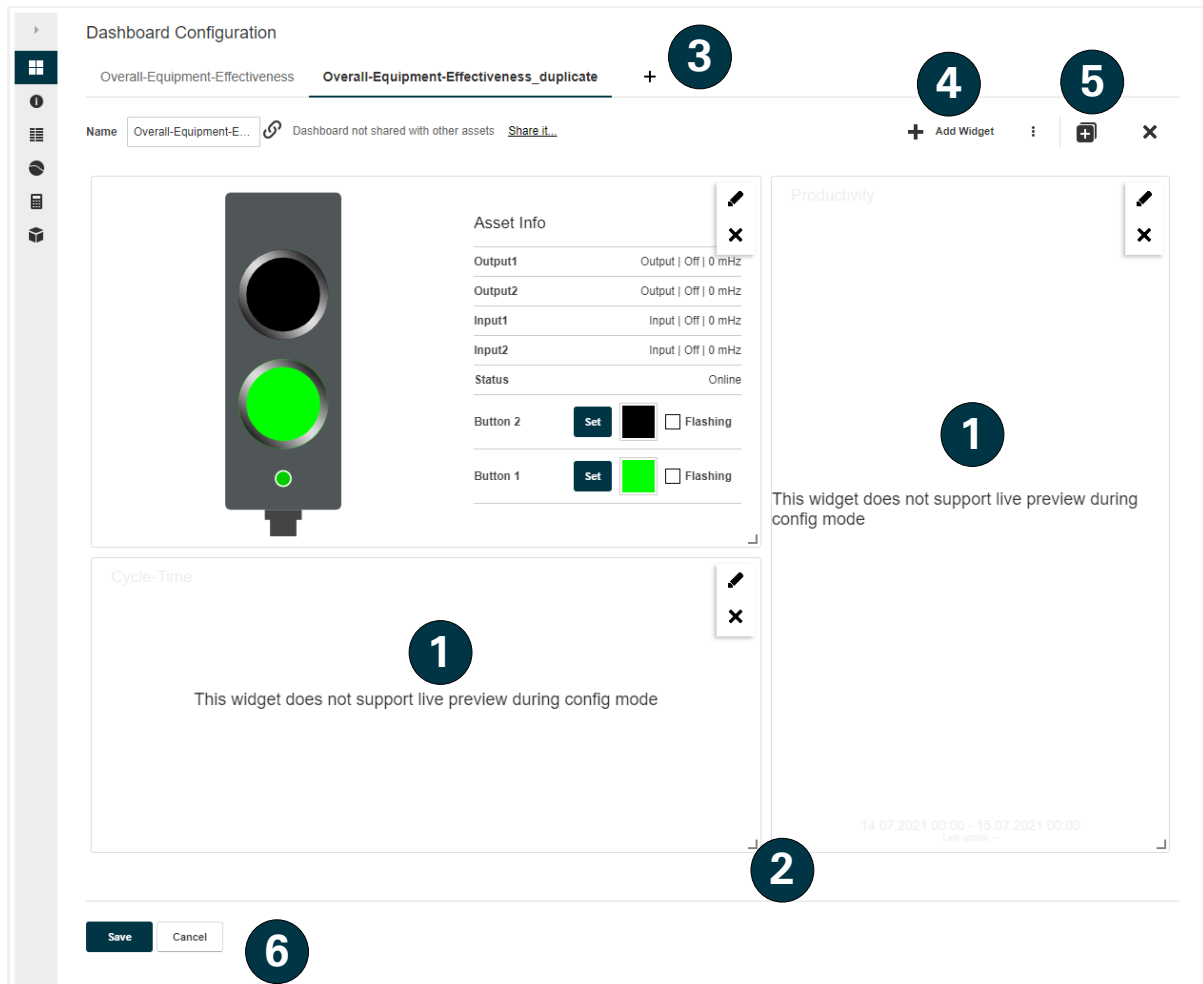 Dashboard Configuration
3
Overall-Equipment-Effectiveness Overall-Equipment-Effectiveness_duplicate +
4 5
Name Overall-Equipment-E... Dashboard not shared with other assets Share it... Add Widget
Asset Info
Output1 Output | Off | 0 mHz
Output2 Output | Off | 0 mHz
Input1 Input | Off | 0 mHz
Input2 Input | Off | 0 mHz
Status Online
Button 2 Set Flashing
Button 1 Set Flashing
Productivity
1
This widget does not support live preview during
config mode
14.07.2021 00:00 - 15.07.2021 00:00
Last update: --
Cycle-Time
1
This widget does not support live preview during config mode
2
Save Cancel
6